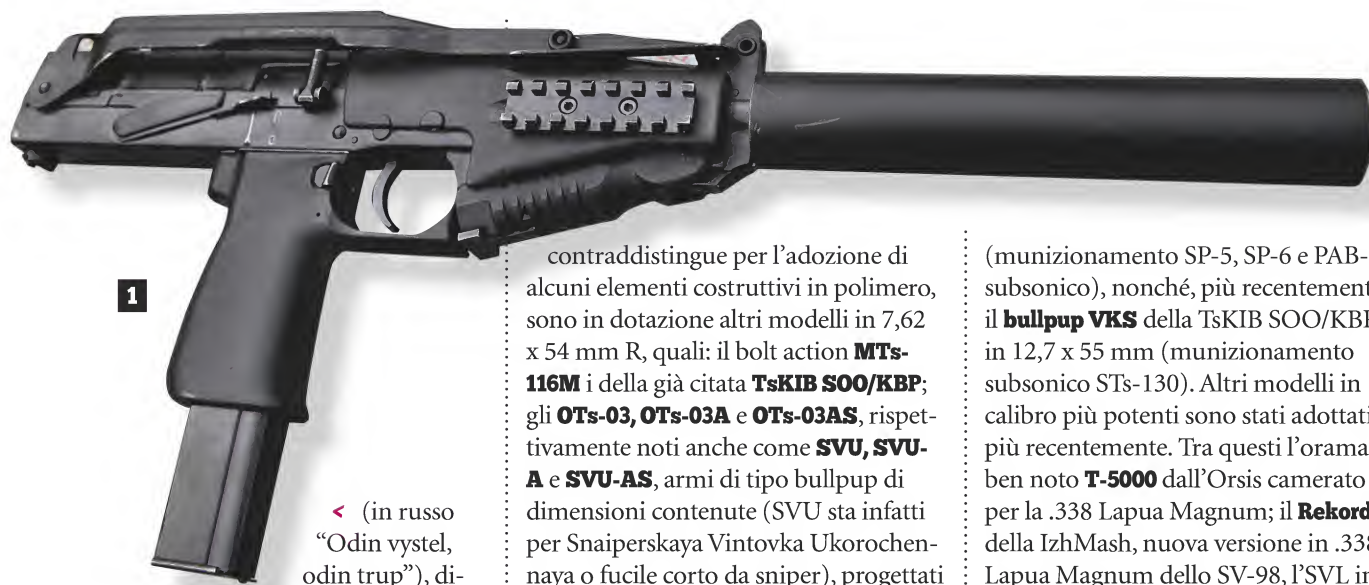 1
< (in russo
“Odin vystel,
odin trup”), di-
contraddistingue per l’adozione di
alcuni elementi costruttivi in polimero,
sono in dotazione altri modelli in 7,62
x 54 mm R, quali: il bolt action MTs-
116M i della già citata TsKIB SOO/KBP;
gli OTs-03, OTs-03A e OTs-03AS, rispet-
tivamente noti anche come SVU, SVU-
A e SVU-AS, armi di tipo bullpup di
dimensioni contenute (SVU sta infatti
per Snaiperskaya Vintovka Ukorochen-
naya o fucile corto da sniper), progettati
(munizionamento SP-5, SP-6 e PAB-
subsonico), nonché, più recentement
il bullpup VKS della TsKIB SOO/KBP
in 12,7 x 55 mm (munizionamento
subsonico STs-130). Altri modelli in
calibro più potenti sono stati adottati
più recentemente. Tra questi l’orama
ben noto T-5000 dall’Orsis camerato
per la .338 Lapua Magnum; il Rekord
della IzhMash, nuova versione in .338
Lapua Magnum dello SV-98, l’SVL in